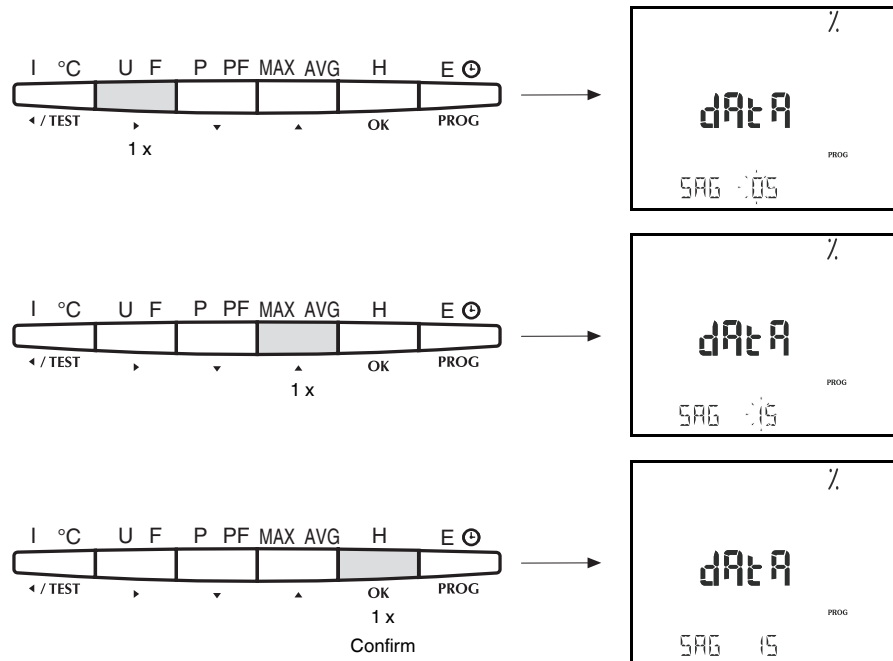 %
I °C U F P PF MAX AVG H E
dAtA
/ TEST OK PROG
1 x
PROG
SAG 05
%
I °C U F P PF MAX AVG H E
dAtA
/ TEST OK PROG
1 x
PROG
SAG 15
%
I °C U F P PF MAX AVG H E
dAtA
/ TEST OK PROG
1 x
PROG
Confirm
SAG 15